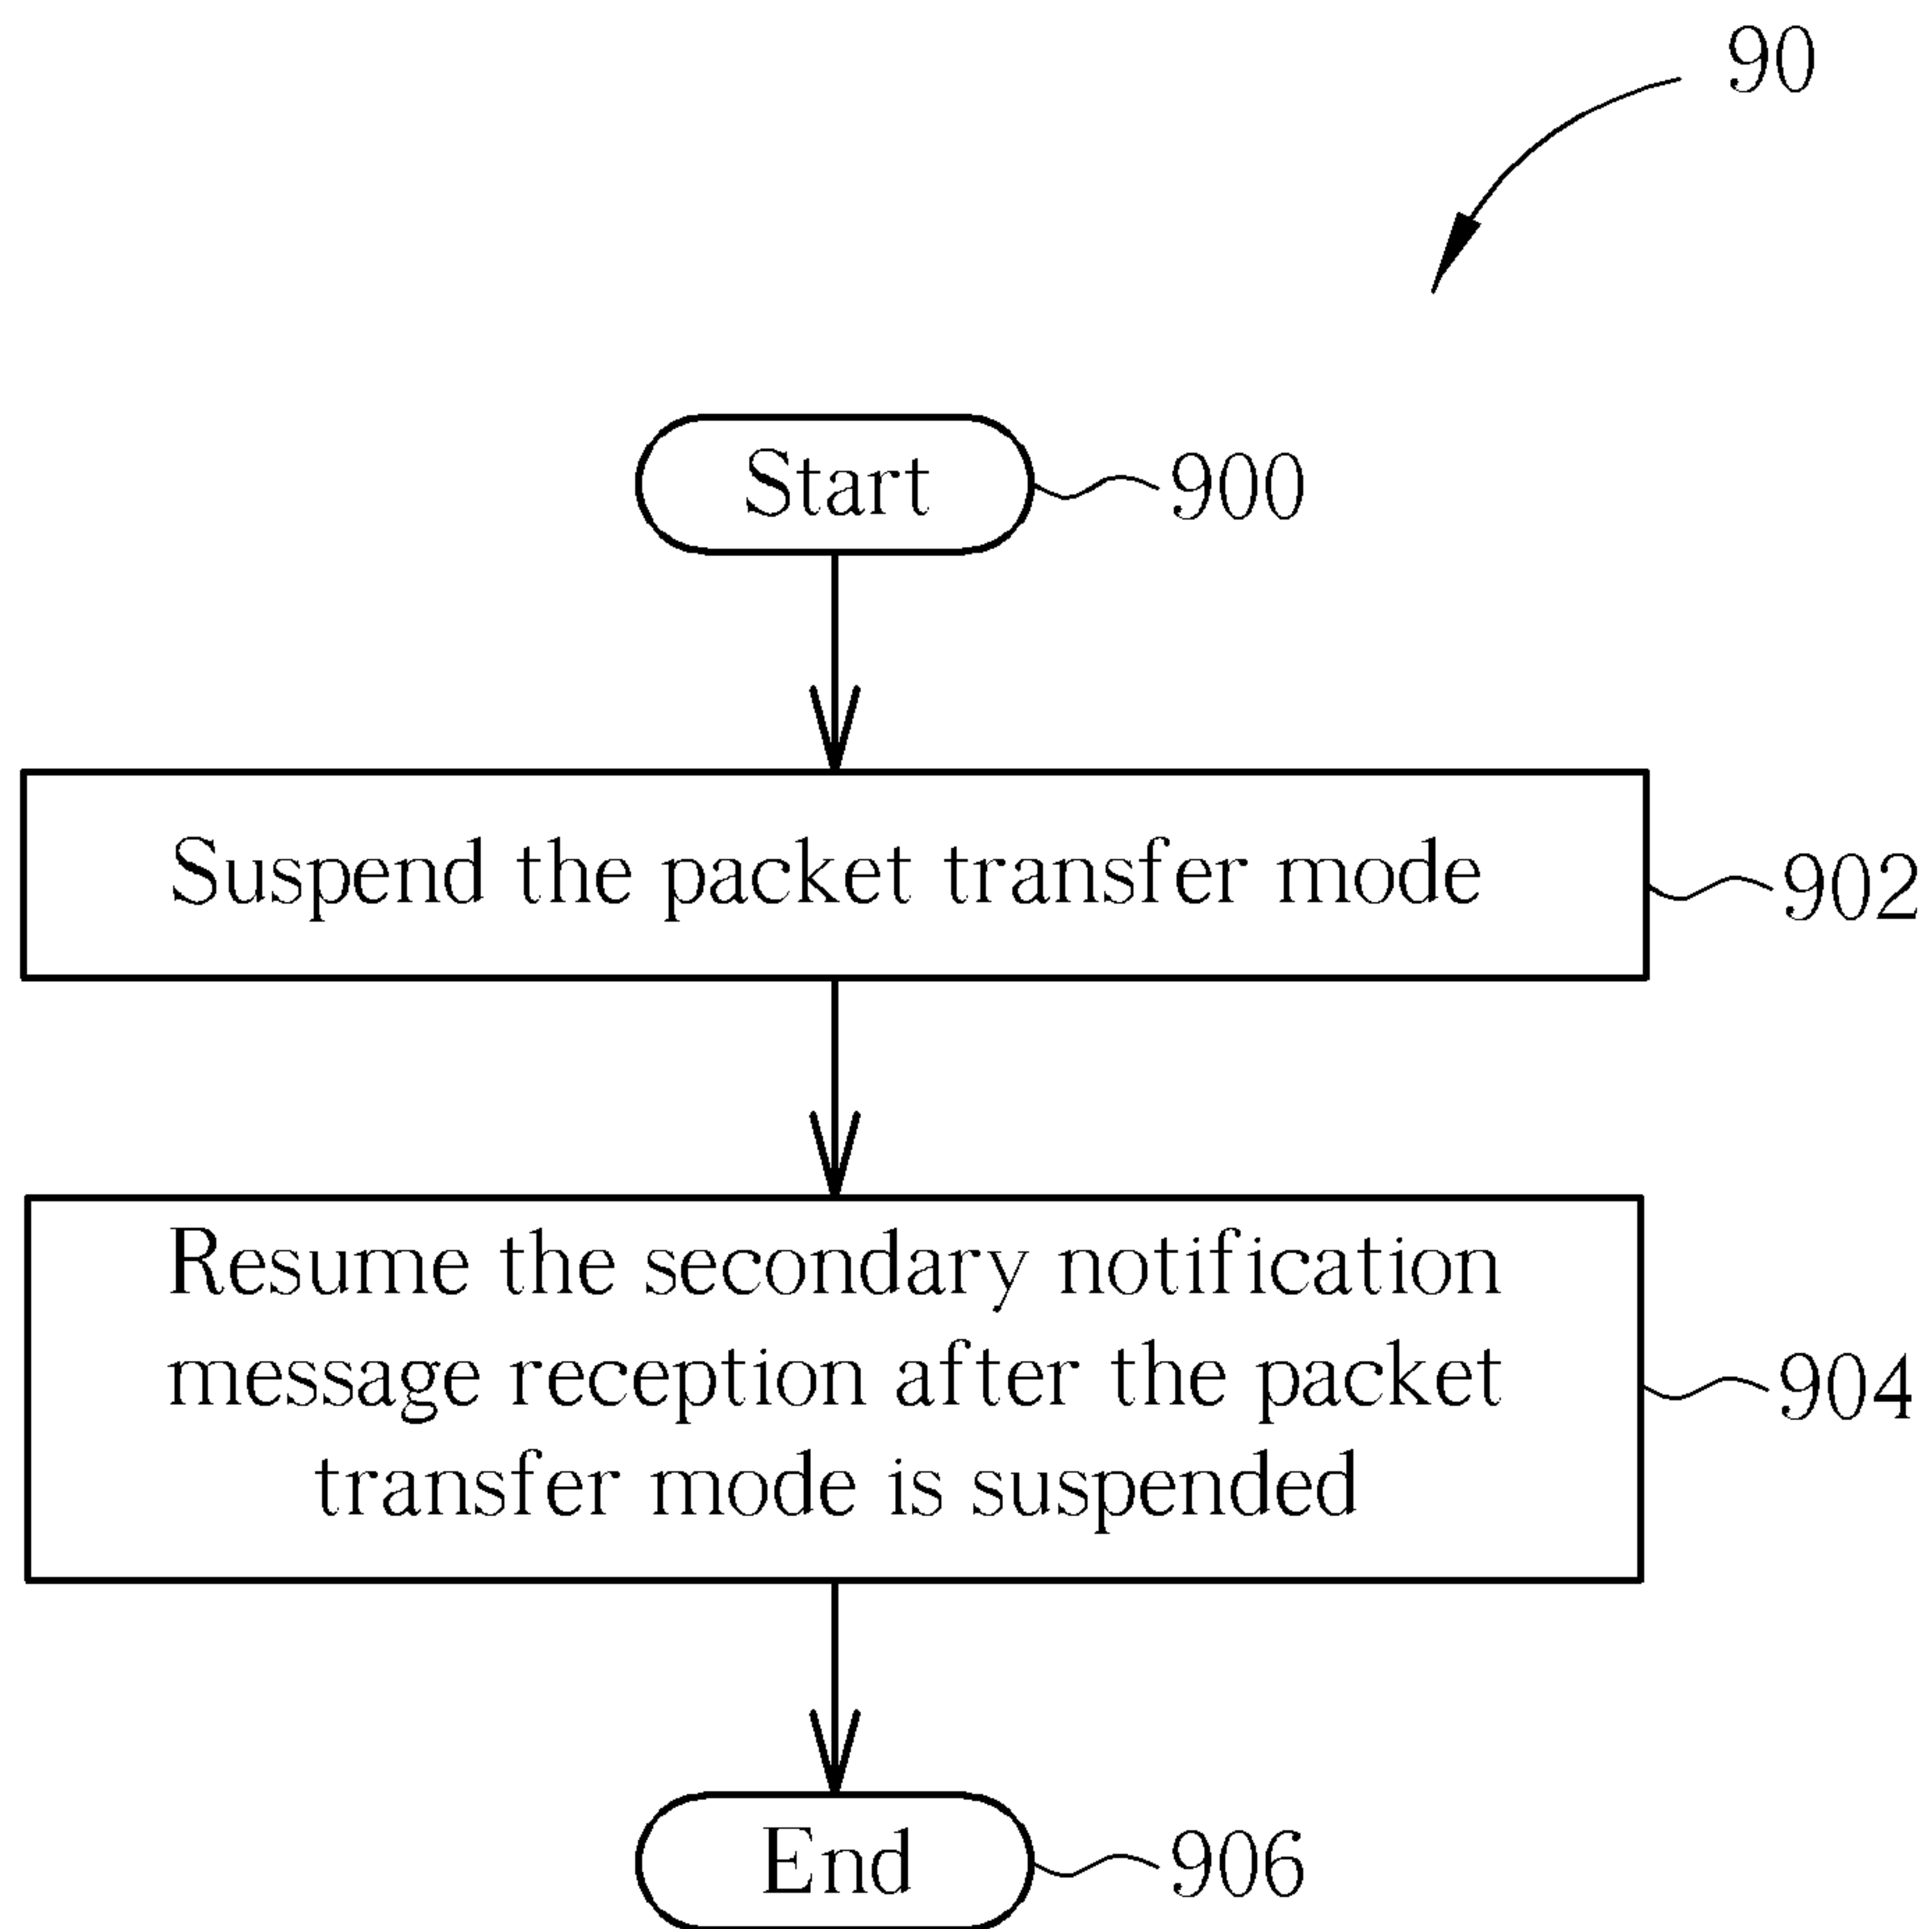 90
Start
900
Suspend the packet transfer mode
902
Resume the secondary notification
message reception after the packet
transfer mode is suspended
904
End
906